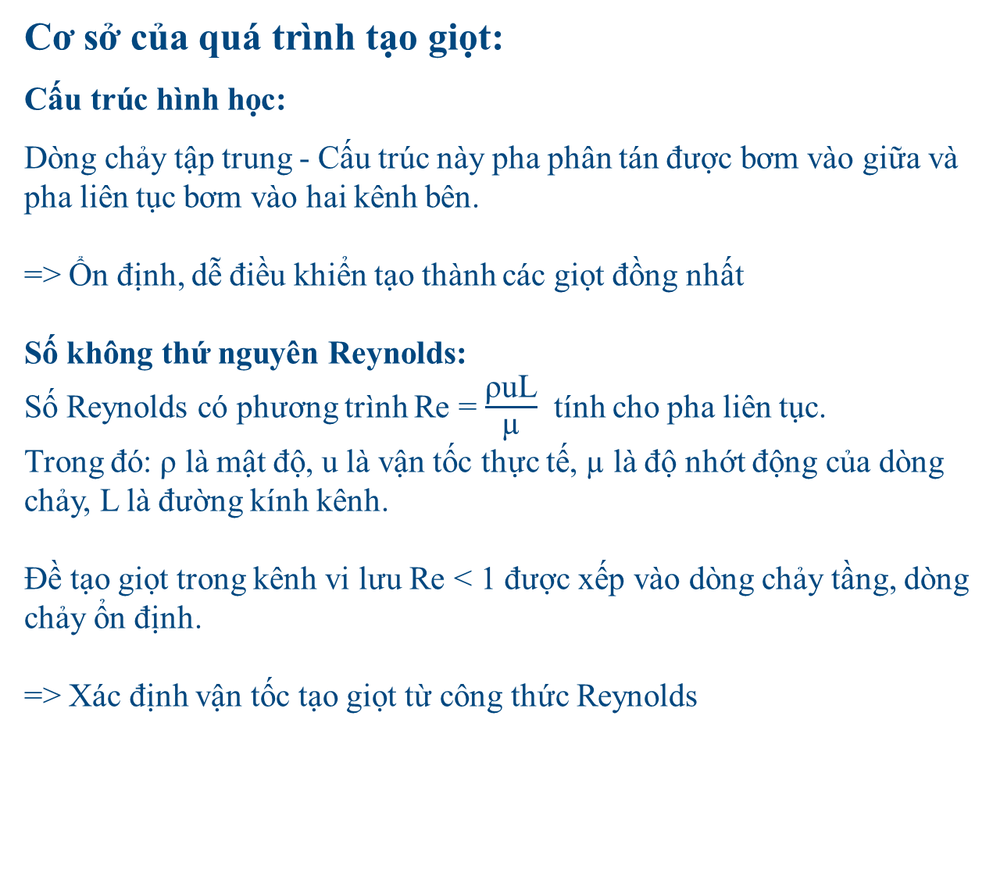 Cơ sở của quá trình tạo giọt:
Cấu trúc hình học:
Dòng chảy tập trung - Cấu trúc này pha phân tán được bơm vào giữa và
pha liên tục bơm vào hai kênh bên.
=> Ổn định, dễ điều khiển tạo thành các giọt đồng nhất
Số không thứ nguyên Reynolds:
Số Reynolds có phương trình Re = ρuL/μ tính cho pha liên tục.
Trong đó: ρ là mật độ, u là vận tốc thực tế, μ là độ nhớt động của dòng
chảy, L là đường kính kênh.
Đề tạo giọt trong kênh vi lưu Re < 1 được xếp vào dòng chảy tầng, dòng
chảy ổn định.
=> Xác định vận tốc tạo giọt từ công thức Reynolds